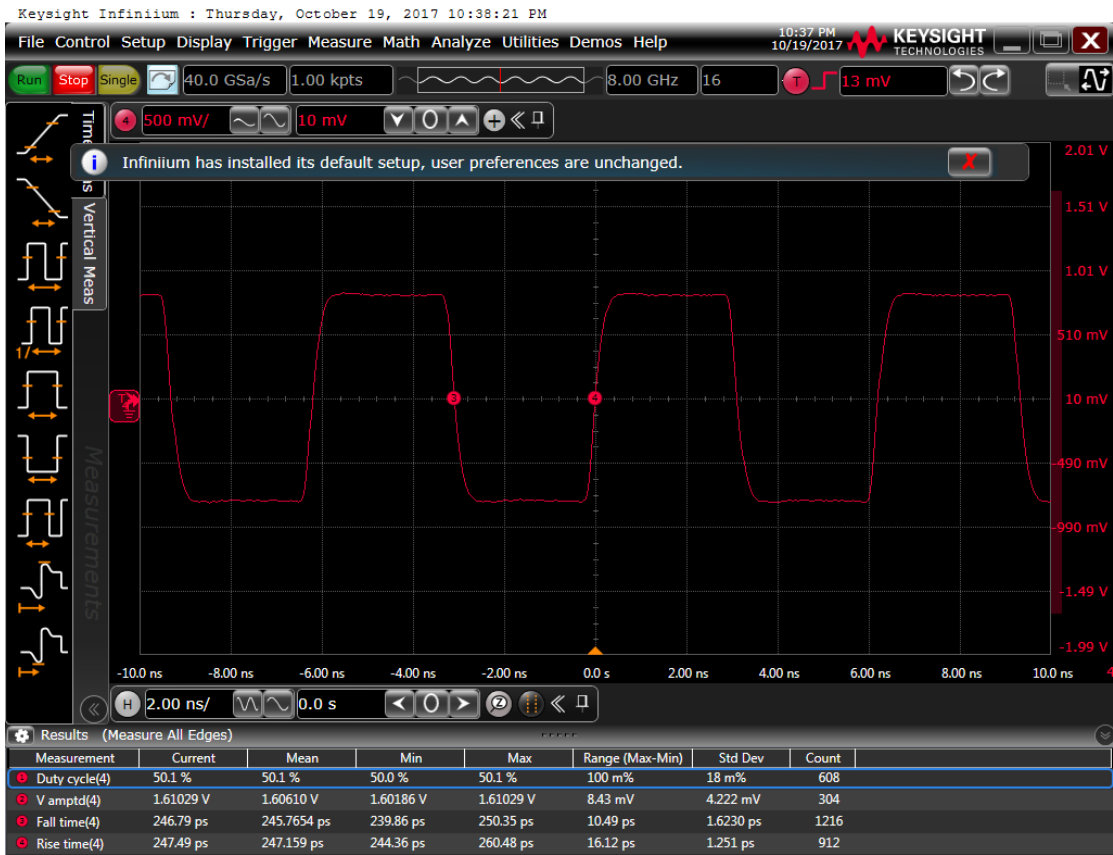 Keysight Infiniium : Thursday, October 19, 2017 10:38:21 PM
File Control Setup Display Trigger Measure Math Analyze Utilities Demos Help
10:37 PM
10/19/2017
KEYSIGHT
TECHNOLOGIES
Run Stop Single 40.0 GSa/s 1.00 kpts 8.00 GHz 16 T 13 mV
4 500 mV/ 10 mV
Infiniium has installed its default setup, user preferences are unchanged.
Vertical Meas
Measurements
2.01 V
1.51 V
1.01 V
510 mV
10 mV
-490 mV
-990 mV
-1.49 V
-1.99 V
3 4
1/
-10.0 ns -8.00 ns -6.00 ns -4.00 ns -2.00 ns 0.0 s 2.00 ns 4.00 ns 6.00 ns 8.00 ns 10.0 ns
H 2.00 ns/ 0.0 s
Results (Measure All Edges)
Measurement Current Mean Min Max Range (Max-Min) Std Dev Count
1 Duty cycle(4) 50.1 % 50.1 % 50.0 % 50.1 % 100 m% 18 m% 608
2 V amptd(4) 1.61029 V 1.60610 V 1.60186 V 1.61029 V 8.43 mV 4.222 mV 304
3 Fall time(4) 246.79 ps 245.7654 ps 239.86 ps 250.35 ps 10.49 ps 1.6230 ps 1216
4 Rise time(4) 247.49 ps 247.159 ps 244.36 ps 260.48 ps 16.12 ps 1.251 ps 912